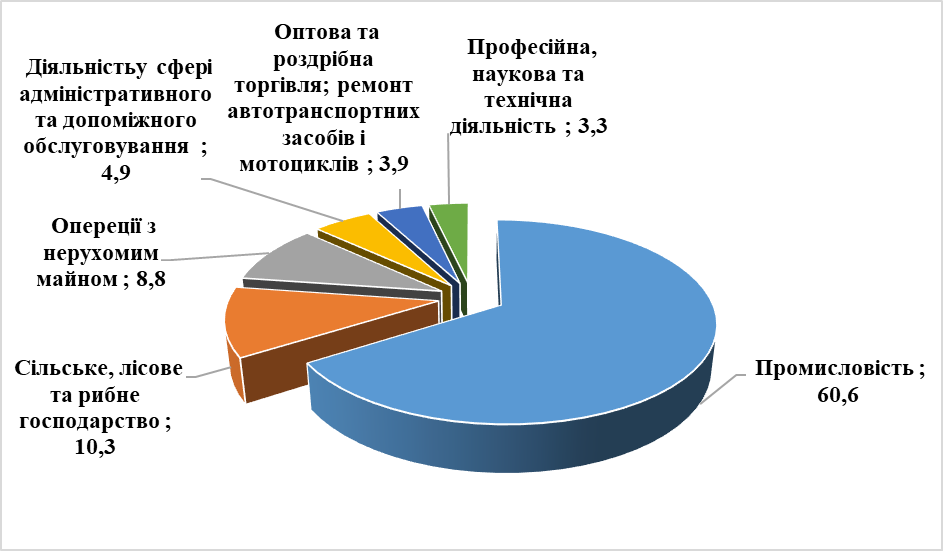 Оптова та
роздрібна
торгівля; ремонт
автотранспортних
засобів і
мотоциклів ; 3,9
Професійна,
наукова та
технічна
діяльність ; 3,3
Діяльністьу сфері
адміністративного
та допоміжного
обслуговування ;
4,9
Опереції з
нерухомим
майном ; 8,8
Сільське, лісове
та рибне
господарство ;
10,3
Промисловість ;
60,6